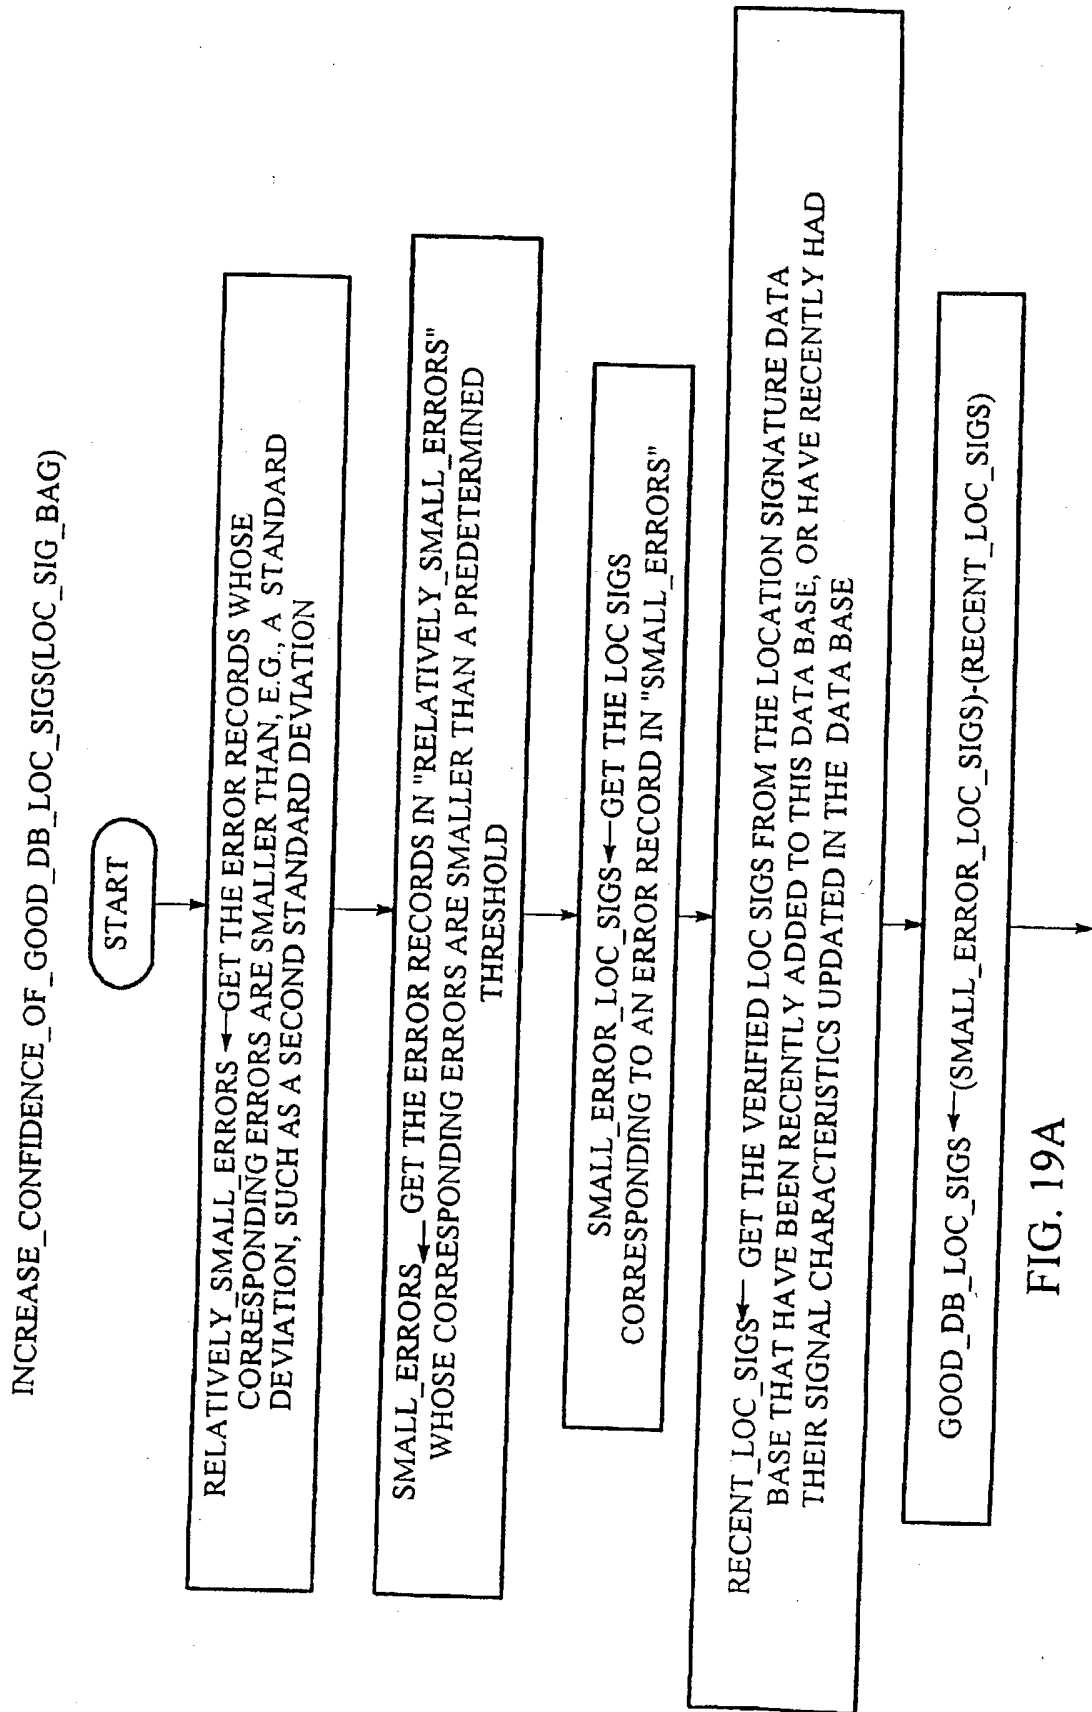 INCREASE_CONFIDENCE_OF_GOOD_DB_LOC_SIGS(LOC_SIG_BAG)
START
RELATIVELY_SMALL_ERRORS ← GET THE ERROR RECORDS WHOSE
CORRESPONDING ERRORS ARE SMALLER THAN, E.G., A STANDARD
DEVIATION, SUCH AS A SECOND STANDARD DEVIATION
SMALL_ERRORS ← GET THE ERROR RECORDS IN "RELATIVELY_SMALL_ERRORS"
WHOSE CORRESPONDING ERRORS ARE SMALLER THAN A PREDETERMINED
THRESHOLD
SMALL_ERROR_LOC_SIGS ← GET THE LOC SIGS
CORRESPONDING TO AN ERROR RECORD IN "SMALL_ERRORS"
RECENT_LOC_SIGS ← GET THE VERIFIED LOC SIGS FROM THE LOCATION SIGNATURE DATA
BASE THAT HAVE BEEN RECENTLY ADDED TO THIS DATA BASE, OR HAVE RECENTLY HAD
THEIR SIGNAL CHARACTERISTICS UPDATED IN THE DATA BASE
GOOD_DB_LOC_SIGS ← (SMALL_ERROR_LOC_SIGS)-(RECENT_LOC_SIGS)
FIG. 19A